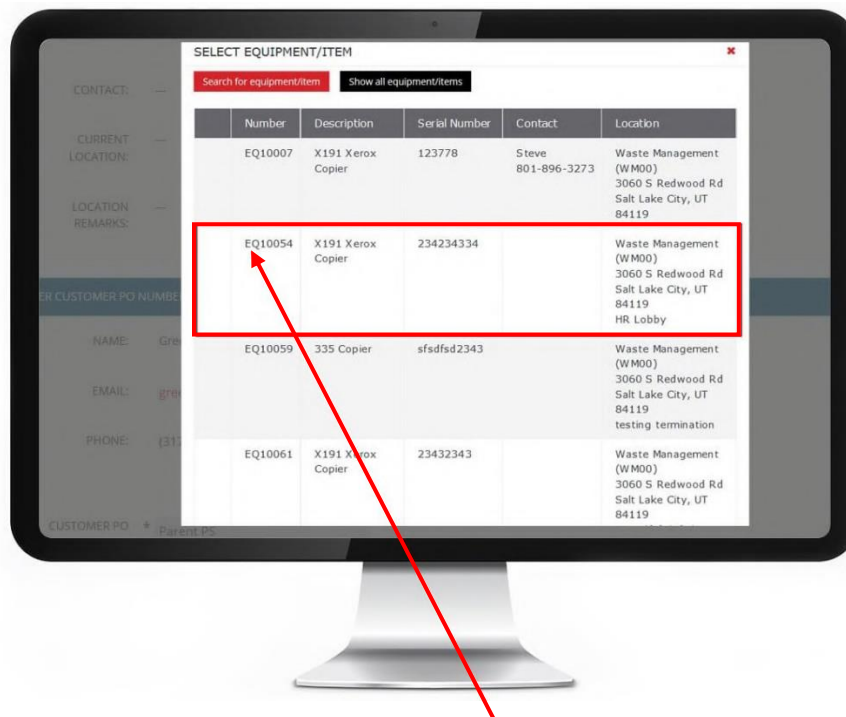 SELECT EQUIPMENT/ITEM
Search for equipment/item Show all equipment/items
Number Description Serial Number Contact Location
EQ10007 X191 Xerox 123778 Steve Waste Management
Copier 801-896-3273 (WM00)
3060 S Redwood Rd
Salt Lake City, UT
84119
EQ10054 X191 Xerox 234234334 Waste Management
Copier (WM00)
3060 S Redwood Rd
Salt Lake City, UT
84119
HR Lobby
EQ10059 335 Copier sfsdfsd2343 Waste Management
(WM00)
3060 S Redwood Rd
Salt Lake City, UT
84119
testing termination
EQ10061 X191 Xerox 23432343 Waste Management
Copier (WM00)
3060 S Redwood Rd
Salt Lake City, UT
84119
CONTACT: —
CURRENT —
LOCATION:
LOCATION —
REMARKS:
CUSTOMER PO NUMBE
NAME: Gre
EMAIL: gree
PHONE: (317
CUSTOMER PO * Parent PS